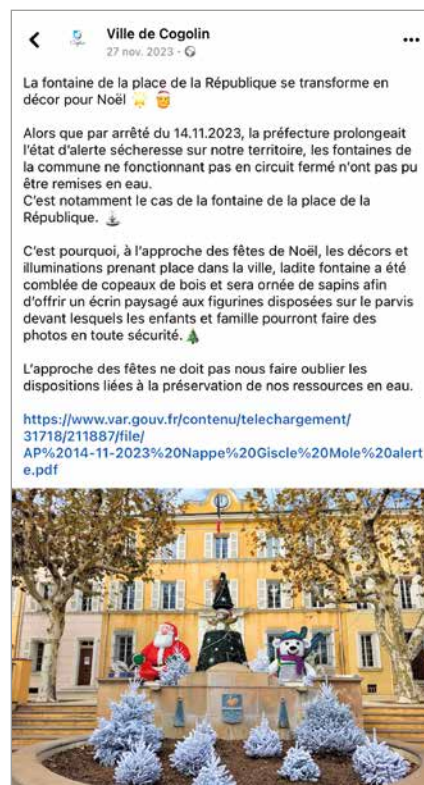 Ville de Cogolin
27 nov. 2023 ·
La fontaine de la place de la République se transforme en
décor pour Noël
Alors que par arrêté du 14.11.2023, la préfecture prolongeait
l'état d'alerte sécheresse sur notre territoire, les fontaines de
la commune ne fonctionnant pas en circuit fermé n'ont pas pu
être remises en eau.
C'est notamment le cas de la fontaine de la place de la
République.
C'est pourquoi, à l'approche des fêtes de Noël, les décors et
illuminations prenant place dans la ville, ladite fontaine a été
comblée de copeaux de bois et sera ornée de sapins afin
d'offrir un écrin paysagé aux figurines disposées sur le parvis
devant lesquels les enfants et famille pourront faire des
photos en toute sécurité.
L'approche des fêtes ne doit pas nous faire oublier les
dispositions liées à la préservation de nos ressources en eau.
https://www.var.gouv.fr/contenu/telechargement/
31718/211887/file/
AP%2014-11-2023%20Nappe%20Giscle%20Mole%20alert
e.pdf